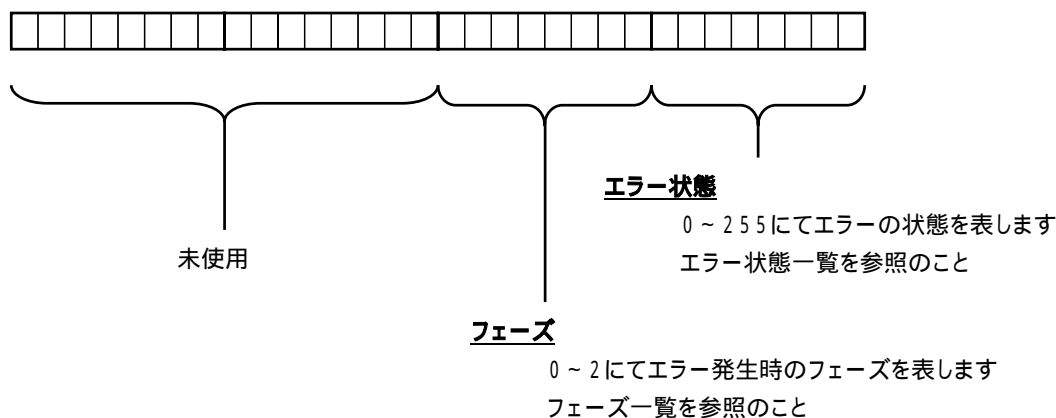 エラー状態
0~255にてエラーの状態を表します
エラー状態一覧を参照のこと
未使用
フェーズ
0~2にてエラー発生時のフェーズを表します
フェーズ一覧を参照のこと